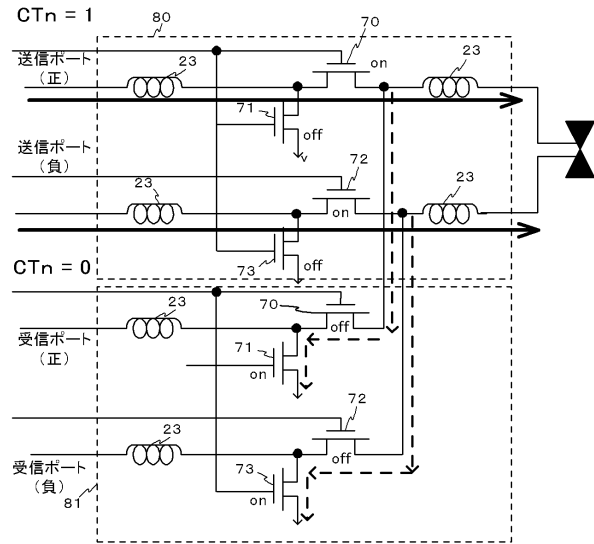 CTn = 1
80
70
送信ポート
(正)
23
on
23
71
off
送信ポート
(負)
72
23
23
on
73
off
CTn = 0
23
70
off
受信ポート
(正)
71
on
72
23
off
受信ポート
(負)
73
on
81